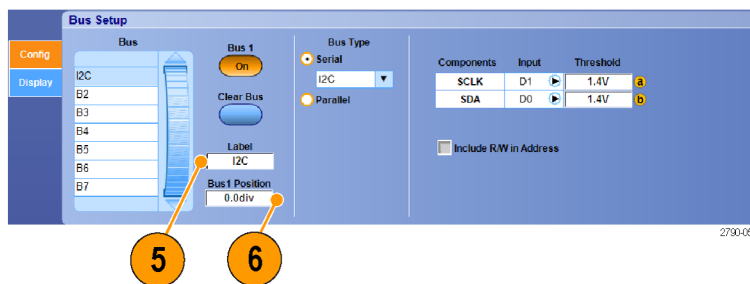 Bus Setup
Config
Display
Bus
I2C
B2
B3
B4
B5
B6
B7
Bus 1
On
Clear Bus
Label
I2C
Bus1 Position
0.0div
Bus Type
Serial
I2C
Parallel
Components Input Threshold
SCLK D1 1.4V a
SDA D0 1.4V b
Include R/W in Address
5
6